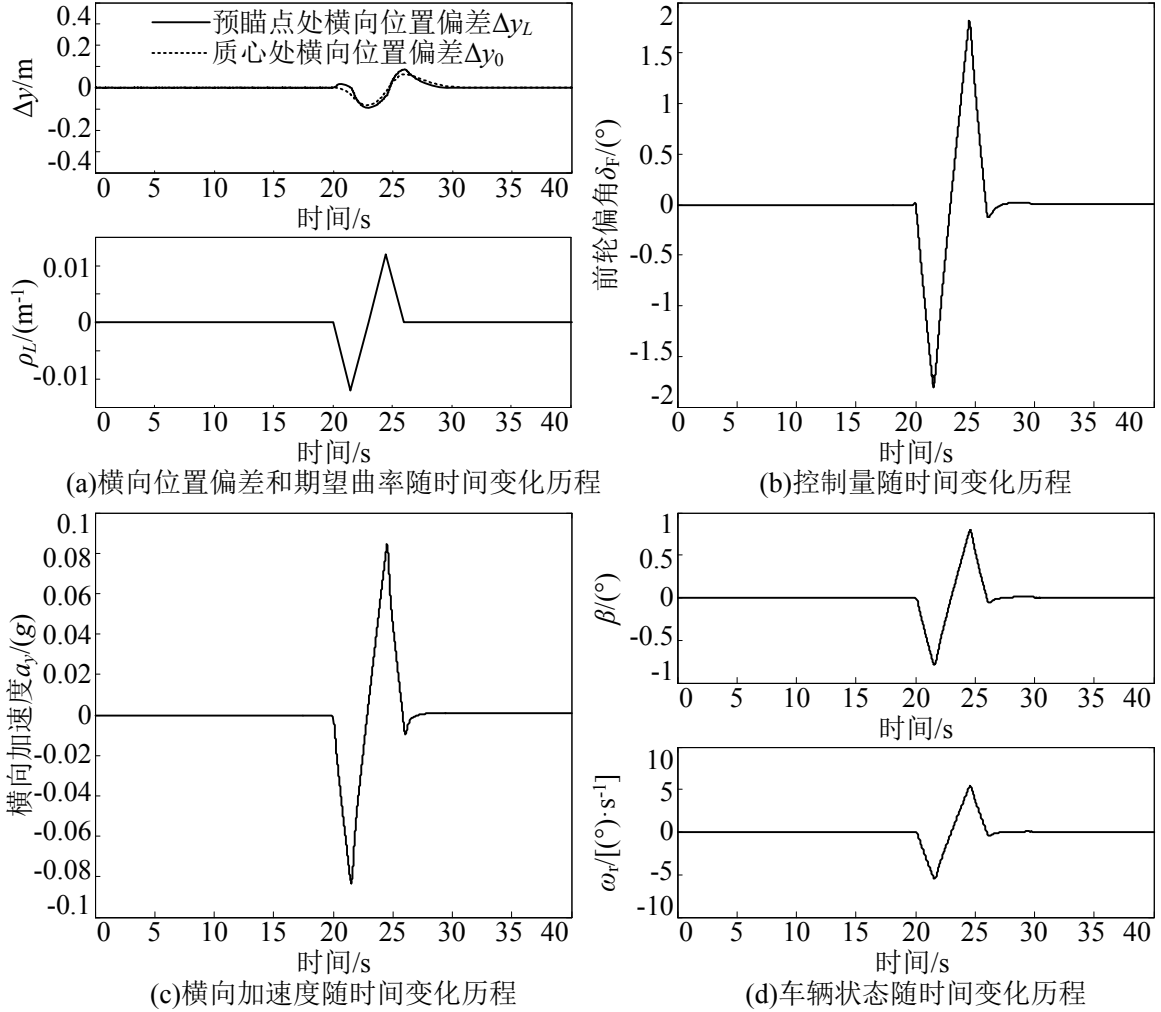 0.4
0.2
0
-0.2
-0.4
Δy/m
预瞄点处横向位置偏差Δy_L
质心处横向位置偏差Δy_0
0 5 10 15 20 25 30 35 40
时间/s
0.01
0
-0.01
ρ_L/(m⁻¹)
0 5 10 15 20 25 30 35 40
时间/s
(a)横向位置偏差和期望曲率随时间变化历程
2
1.5
1
0.5
0
-0.5
-1
-1.5
-2
前轮偏角δ_F/(°)
0 5 10 15 20 25 30 35 40
时间/s
(b)控制量随时间变化历程
0.1
0.08
0.06
0.04
0.02
0
-0.02
-0.04
-0.06
-0.08
-0.1
横向加速度a_y/(g)
0 5 10 15 20 25 30 35 40
时间/s
(c)横向加速度随时间变化历程
1
0.5
0
-0.5
-1
β/(°)
0 5 10 15 20 25 30 35 40
时间/s
10
5
0
-5
-10
ω_r/[(°)·s⁻¹]
0 5 10 15 20 25 30 35 40
时间/s
(d)车辆状态随时间变化历程